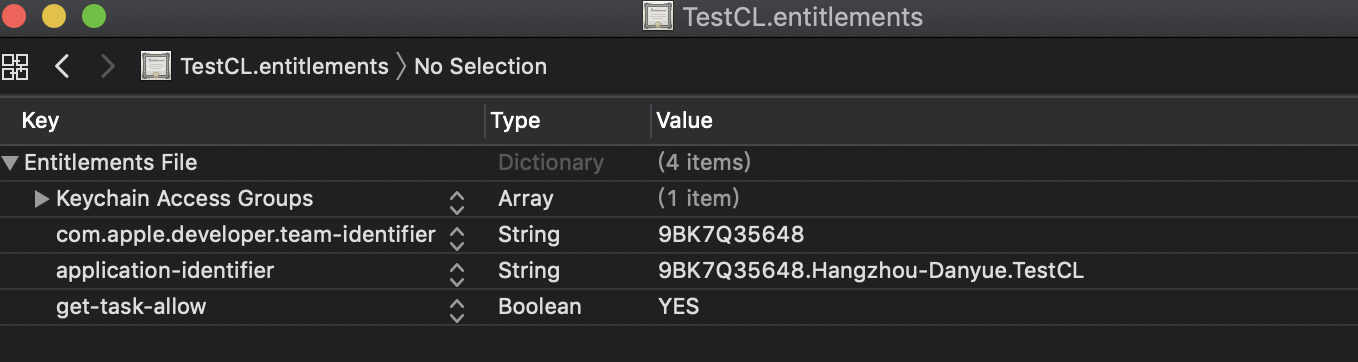 TestCL.entitlements
TestCL.entitlements 〉 No Selection
Key Type Value
Entitlements File Dictionary (4 items)
Keychain Access Groups Array (1 item)
com.apple.developer.team-identifier String 9BK7Q35648
application-identifier String 9BK7Q35648.Hangzhou-Danyue.TestCL
get-task-allow Boolean YES